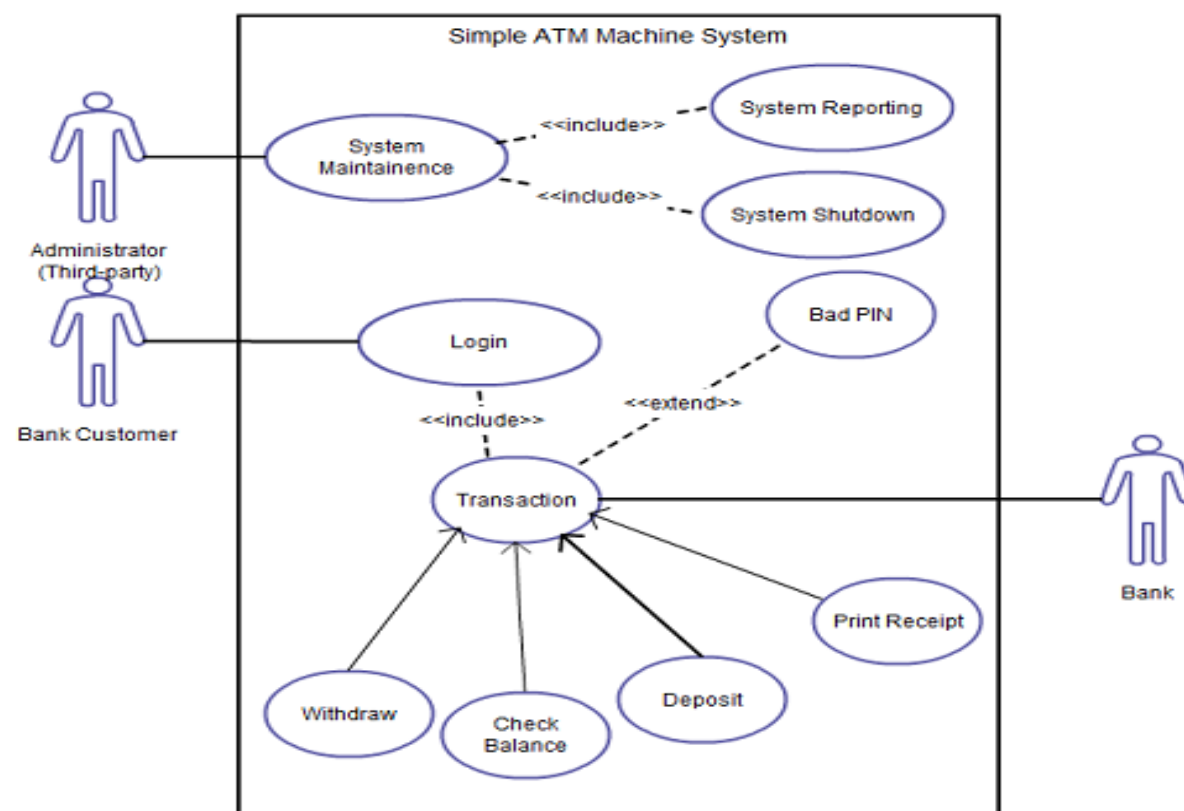 Simple ATM Machine System
System Reporting
<<include>>
System
Maintainence
<<include>>
System Shutdown
Administrator
(Third-party)
Bad PIN
Login
<<extend>>
<<include>>
Bank Customer
Transaction
Bank
Print Receipt
Deposit
Withdraw
Check
Balance